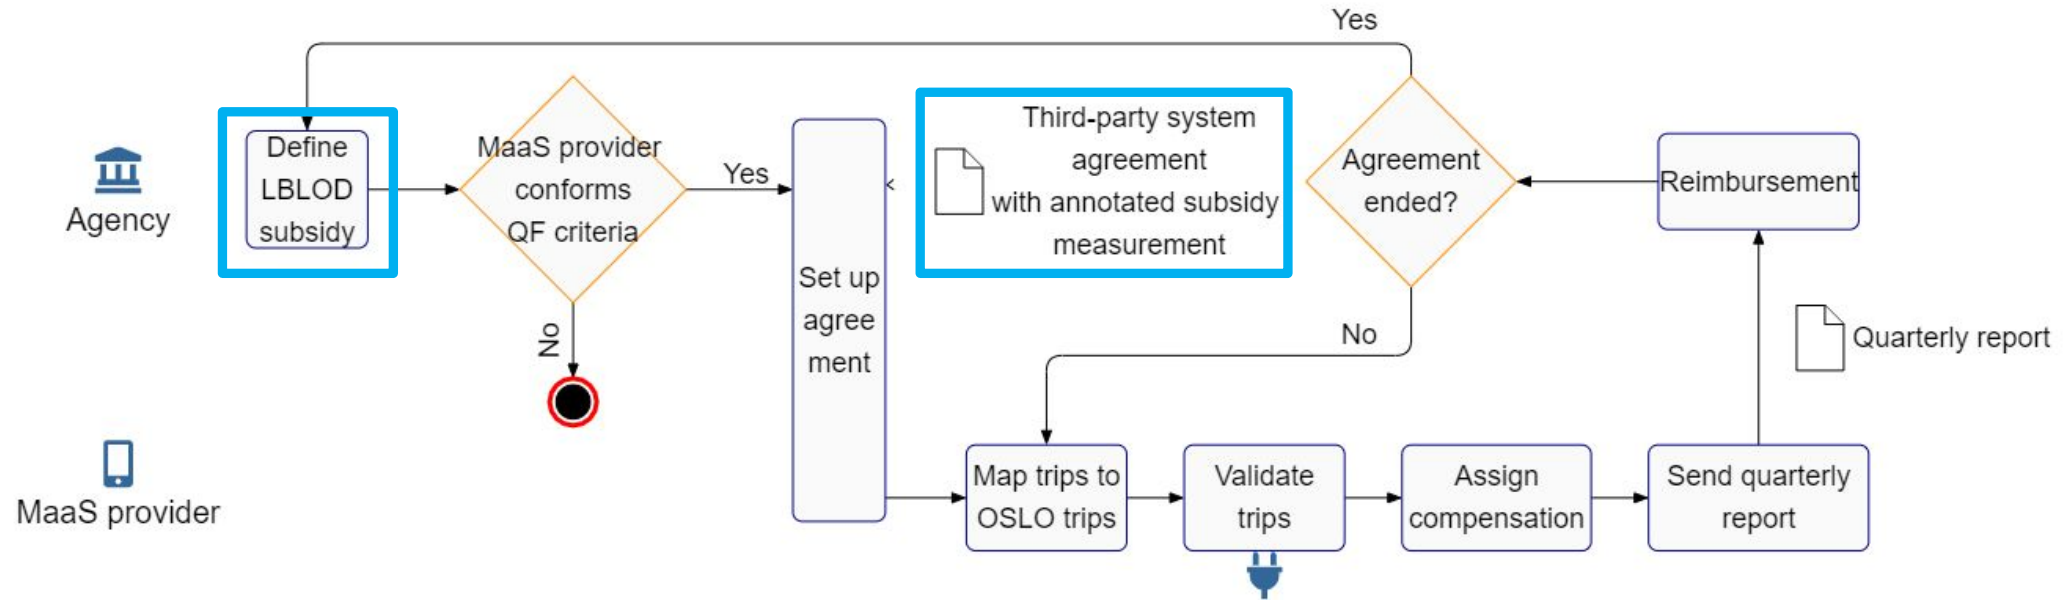 Yes
Agency
Define
LBLOD
subsidy
MaaS provider
conforms
QF criteria
Yes
No
Set up
agree
ment
Third-party system
agreement
with annotated subsidy
measurement
Agreement
ended?
No
Reimbursement
Quarterly report
MaaS provider
Map trips to
OSLO trips
Validate
trips
Assign
compensation
Send quarterly
report